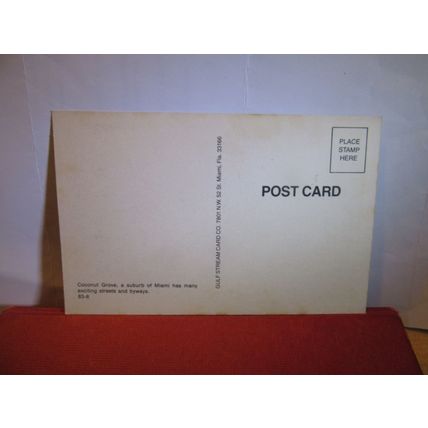 PLACE
STAMP
HERE
POST CARD
GULF STREAM CARD CO. 7801 N.W. 52 St. Miami, Fla. 33166
Coconut Grove, a suburb of Miami has many
exciting streets and byways.
83-8